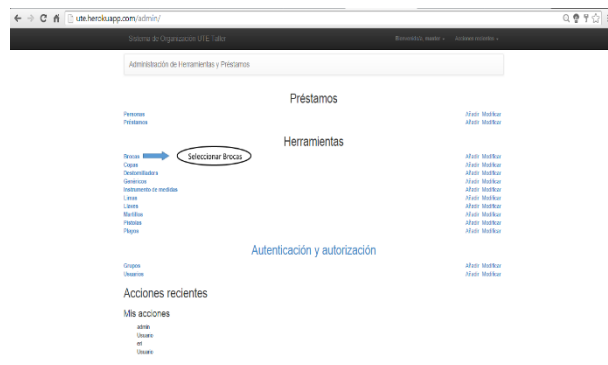 ute.herokuapp.com/admin/
Sistema de Organización UTE Taller
Bienvenido/a, master Acciones recientes
Administración de Herramientas y Préstamos
Préstamos
Personas Añadir Modificar
Préstamos Añadir Modificar
Herramientas
Brocas Seleccionar Brocas Añadir Modificar
Copas Añadir Modificar
Destornilladora Añadir Modificar
Genéricos Añadir Modificar
Instrumento de medidas Añadir Modificar
Limas Añadir Modificar
Llaves Añadir Modificar
Martillos Añadir Modificar
Pistolas Añadir Modificar
Playos Añadir Modificar
Autenticación y autorización
Grupos Añadir Modificar
Usuarios Añadir Modificar
Acciones recientes
Mis acciones
admin
Usuario
Usuario